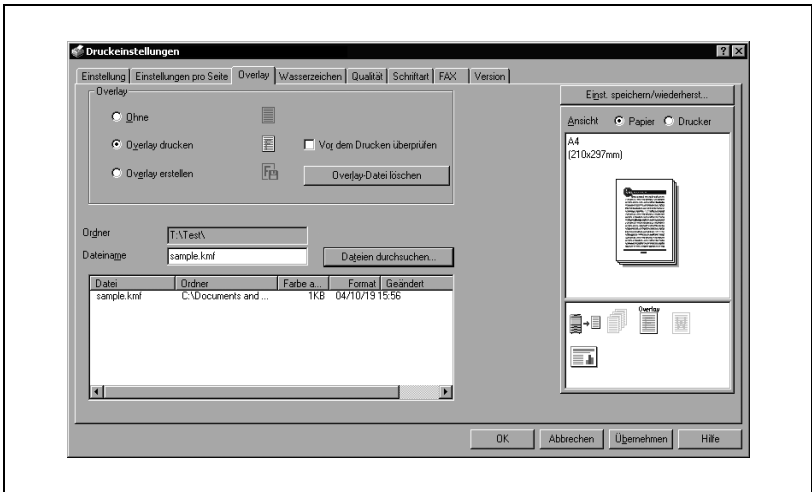 Druckeinstellungen
Einstellung Einstellungen pro Seite Overlay Wasserzeichen Qualität Schriftart FAX Version
Overlay
Ohne
Overlay drucken
Vor dem Drucken überprüfen
Overlay erstellen
Overlay-Datei löschen
Ordner
T:\Test\
Dateiname
sample.kmf
Dateien durchsuchen...
Datei Ordner Farbe a... Format Geändert
sample.kmf C:\Documents and ... 1KB 04/10/19 15:56
Einst. speichern/wiederherst...
Ansicht Papier Drucker
A4
(210x297mm)
Overlay
OK Abbrechen Übernehmen Hilfe